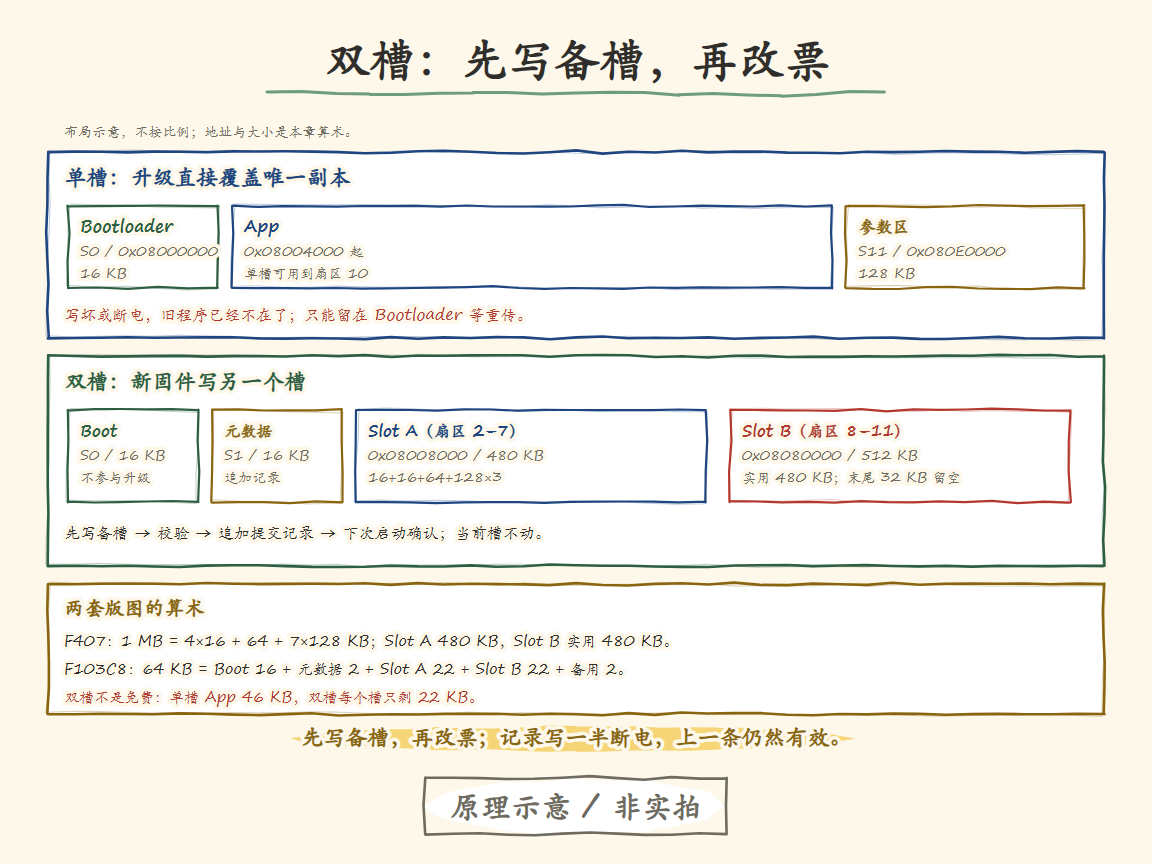 双槽：先写备槽，再改票
布局示意，不按比例；地址与大小是本章算术。
单槽：升级直接覆盖唯一副本
Bootloader
S0 / 0x08000000
16 KB
App
0x08004000 起
单槽可用到扇区 10
参数区
S11 / 0x080E0000
128 KB
写坏或断电，旧程序已经不在了；只能留在 Bootloader 等重传。
双槽：新固件写另一个槽
Boot
S0 / 16 KB
不参与升级
元数据
S1 / 16 KB
追加记录
Slot A（扇区 2–7）
0x08008000 / 480 KB
16+16+64+128×3
Slot B（扇区 8–11）
0x08080000 / 512 KB
实用 480 KB；末尾 32 KB 留空
先写备槽 → 校验 → 追加提交记录 → 下次启动确认；当前槽不动。
两套版图的算术
F407：1 MB = 4×16 + 64 + 7×128 KB；Slot A 480 KB，Slot B 实用 480 KB。
F103C8：64 KB = Boot 16 + 元数据 2 + Slot A 22 + Slot B 22 + 备用 2。
双槽不是免费：单槽 App 46 KB，双槽每个槽只剩 22 KB。
先写备槽，再改票；记录写一半断电，上一条仍然有效。
原理示意 / 非实拍